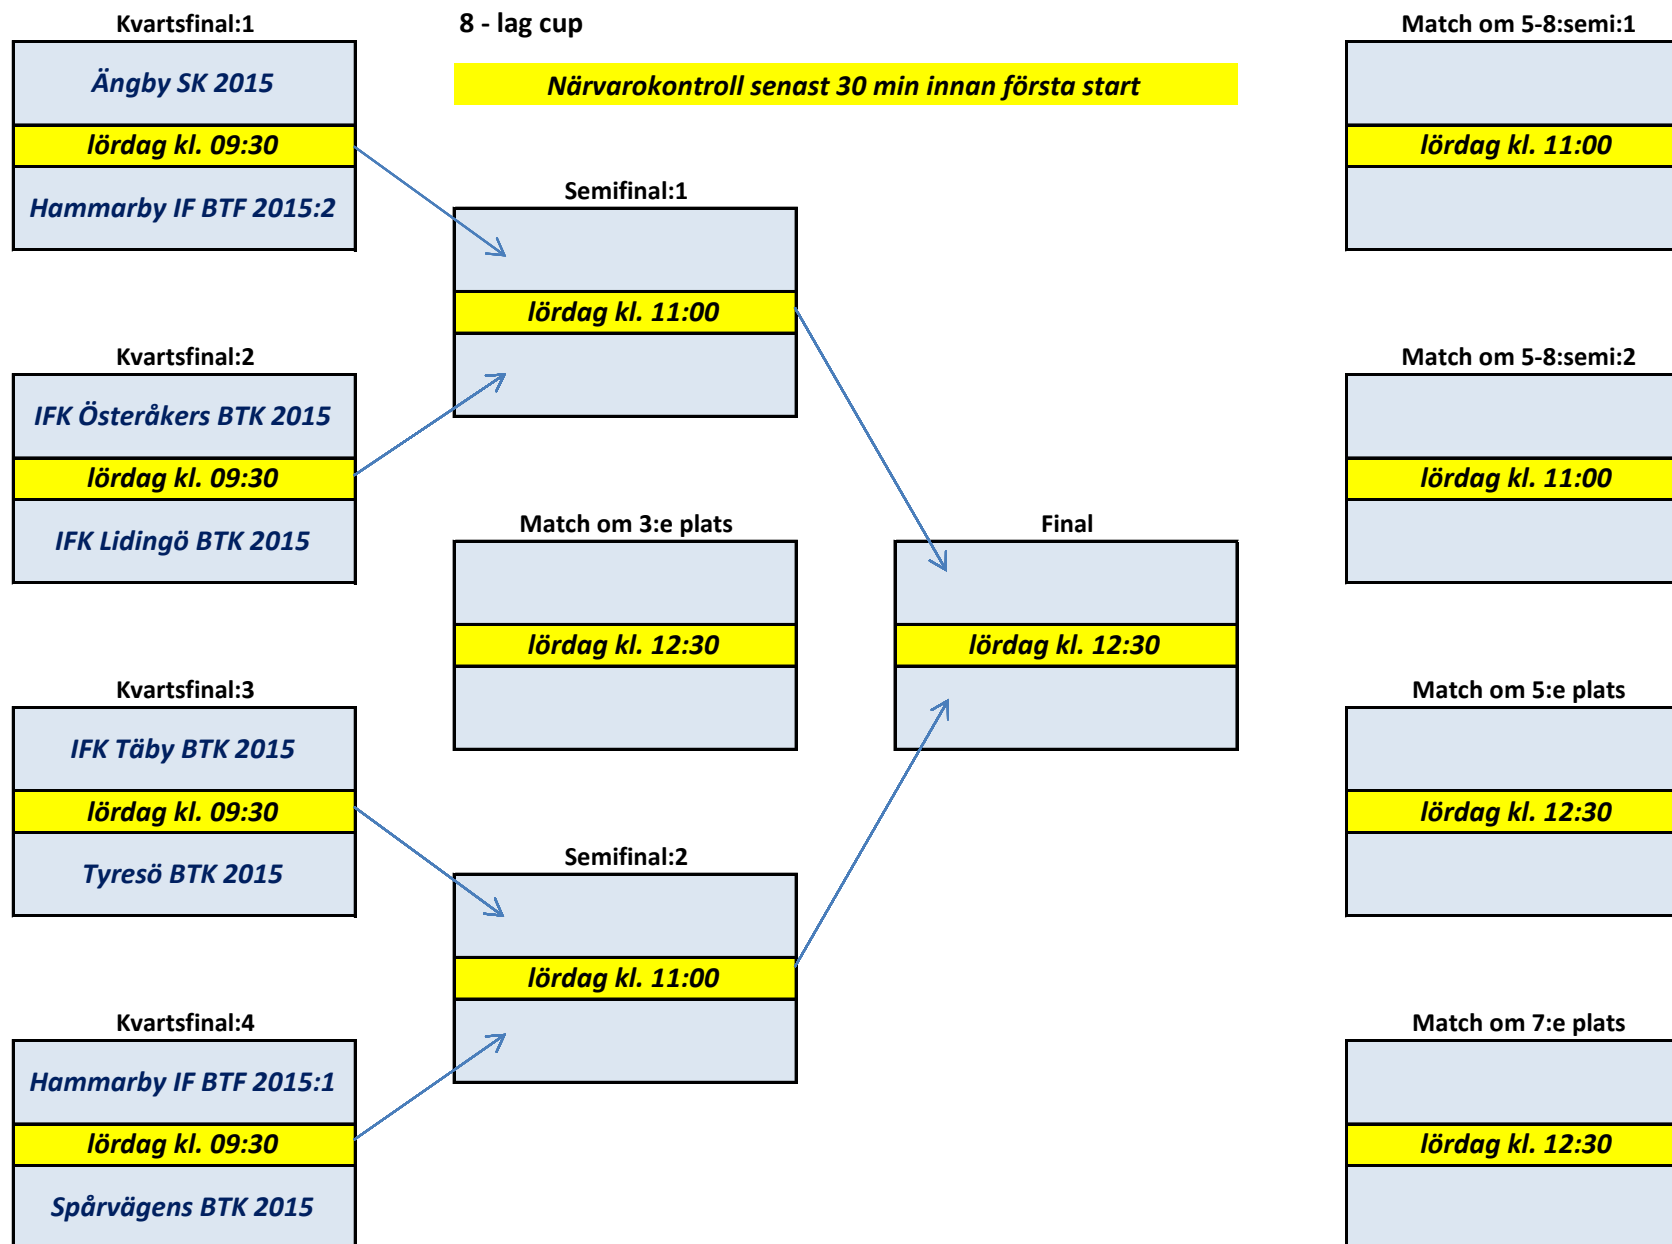 Kvartsfinal:1
Ängby SK 2015
lördag kl. 09:30
Hammarby IF BTF 2015:2
Kvartsfinal:2
IFK Österåkers BTK 2015
lördag kl. 09:30
IFK Lidingö BTK 2015
Kvartsfinal:3
IFK Täby BTK 2015
lördag kl. 09:30
Tyresö BTK 2015
Kvartsfinal:4
Hammarby IF BTF 2015:1
lördag kl. 09:30
Spårvägens BTK 2015
8 - lag cup
Närvarokontroll senast 30 min innan första start
Semifinal:1
lördag kl. 11:00
Match om 3:e plats
lördag kl. 12:30
Semifinal:2
lördag kl. 11:00
Final
lördag kl. 12:30
Match om 5-8:semi:1
lördag kl. 11:00
Match om 5-8:semi:2
lördag kl. 11:00
Match om 5:e plats
lördag kl. 12:30
Match om 7:e plats
lördag kl. 12:30